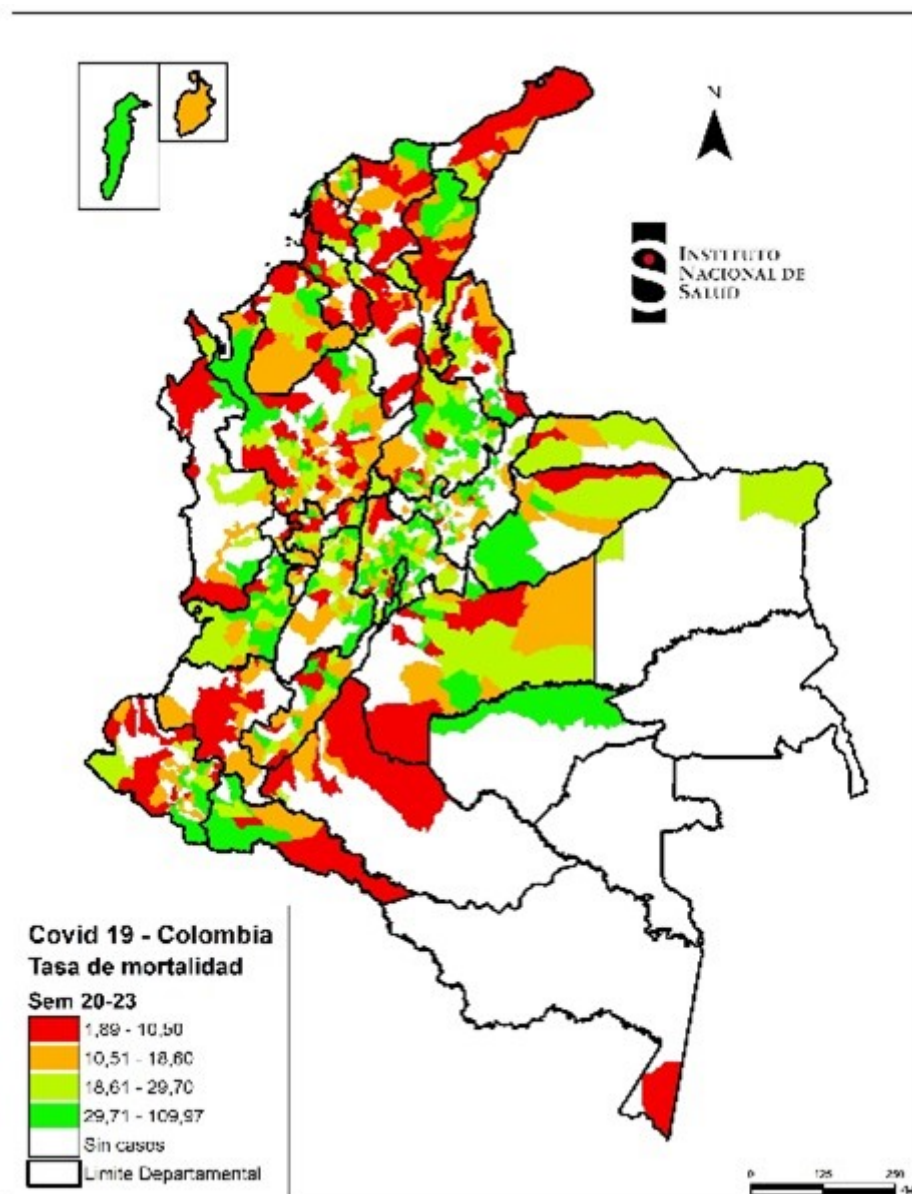 N
INSTITUTO
NACIONAL DE
SALUD
Covid 19 - Colombia
Tasa de mortalidad
Sem 20-23
1,89 - 10,50
10,51 - 18,60
18,61 - 29,70
29,71 - 109,97
Sin casos
Limite Departamental
0 125 250